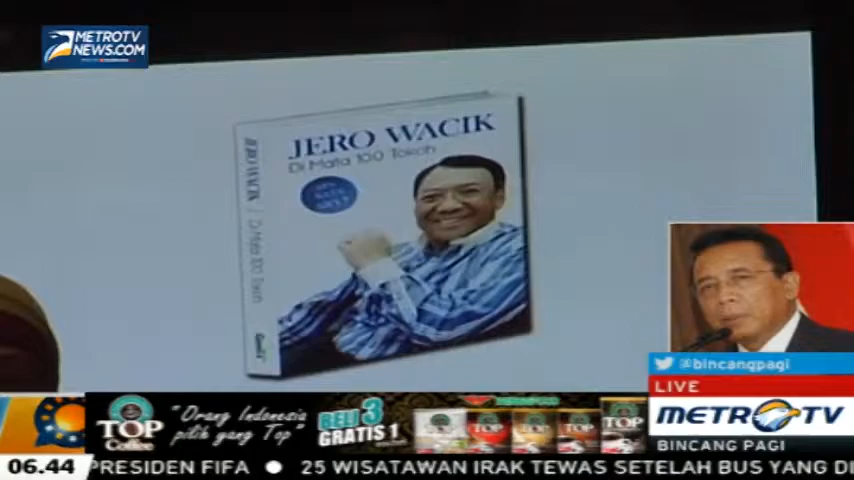 METROTV
NEWS.COM
JERO WACIK
Di Mata 100 Tokoh
JERO WACIK
Di Mata 100 Tokoh
@bincangpagi
LIVE
METRO TV
BINCANG PAGI
TOP
Coffee
"Orang Indonesia
pilih yang Top"
BELI 3
GRATIS 1
TOP
TOP
TOP
TOP
TOP
06.44
PRESIDEN FIFA ● 25 WISATAWAN IRAK TEWAS SETELAH BUS YANG DI